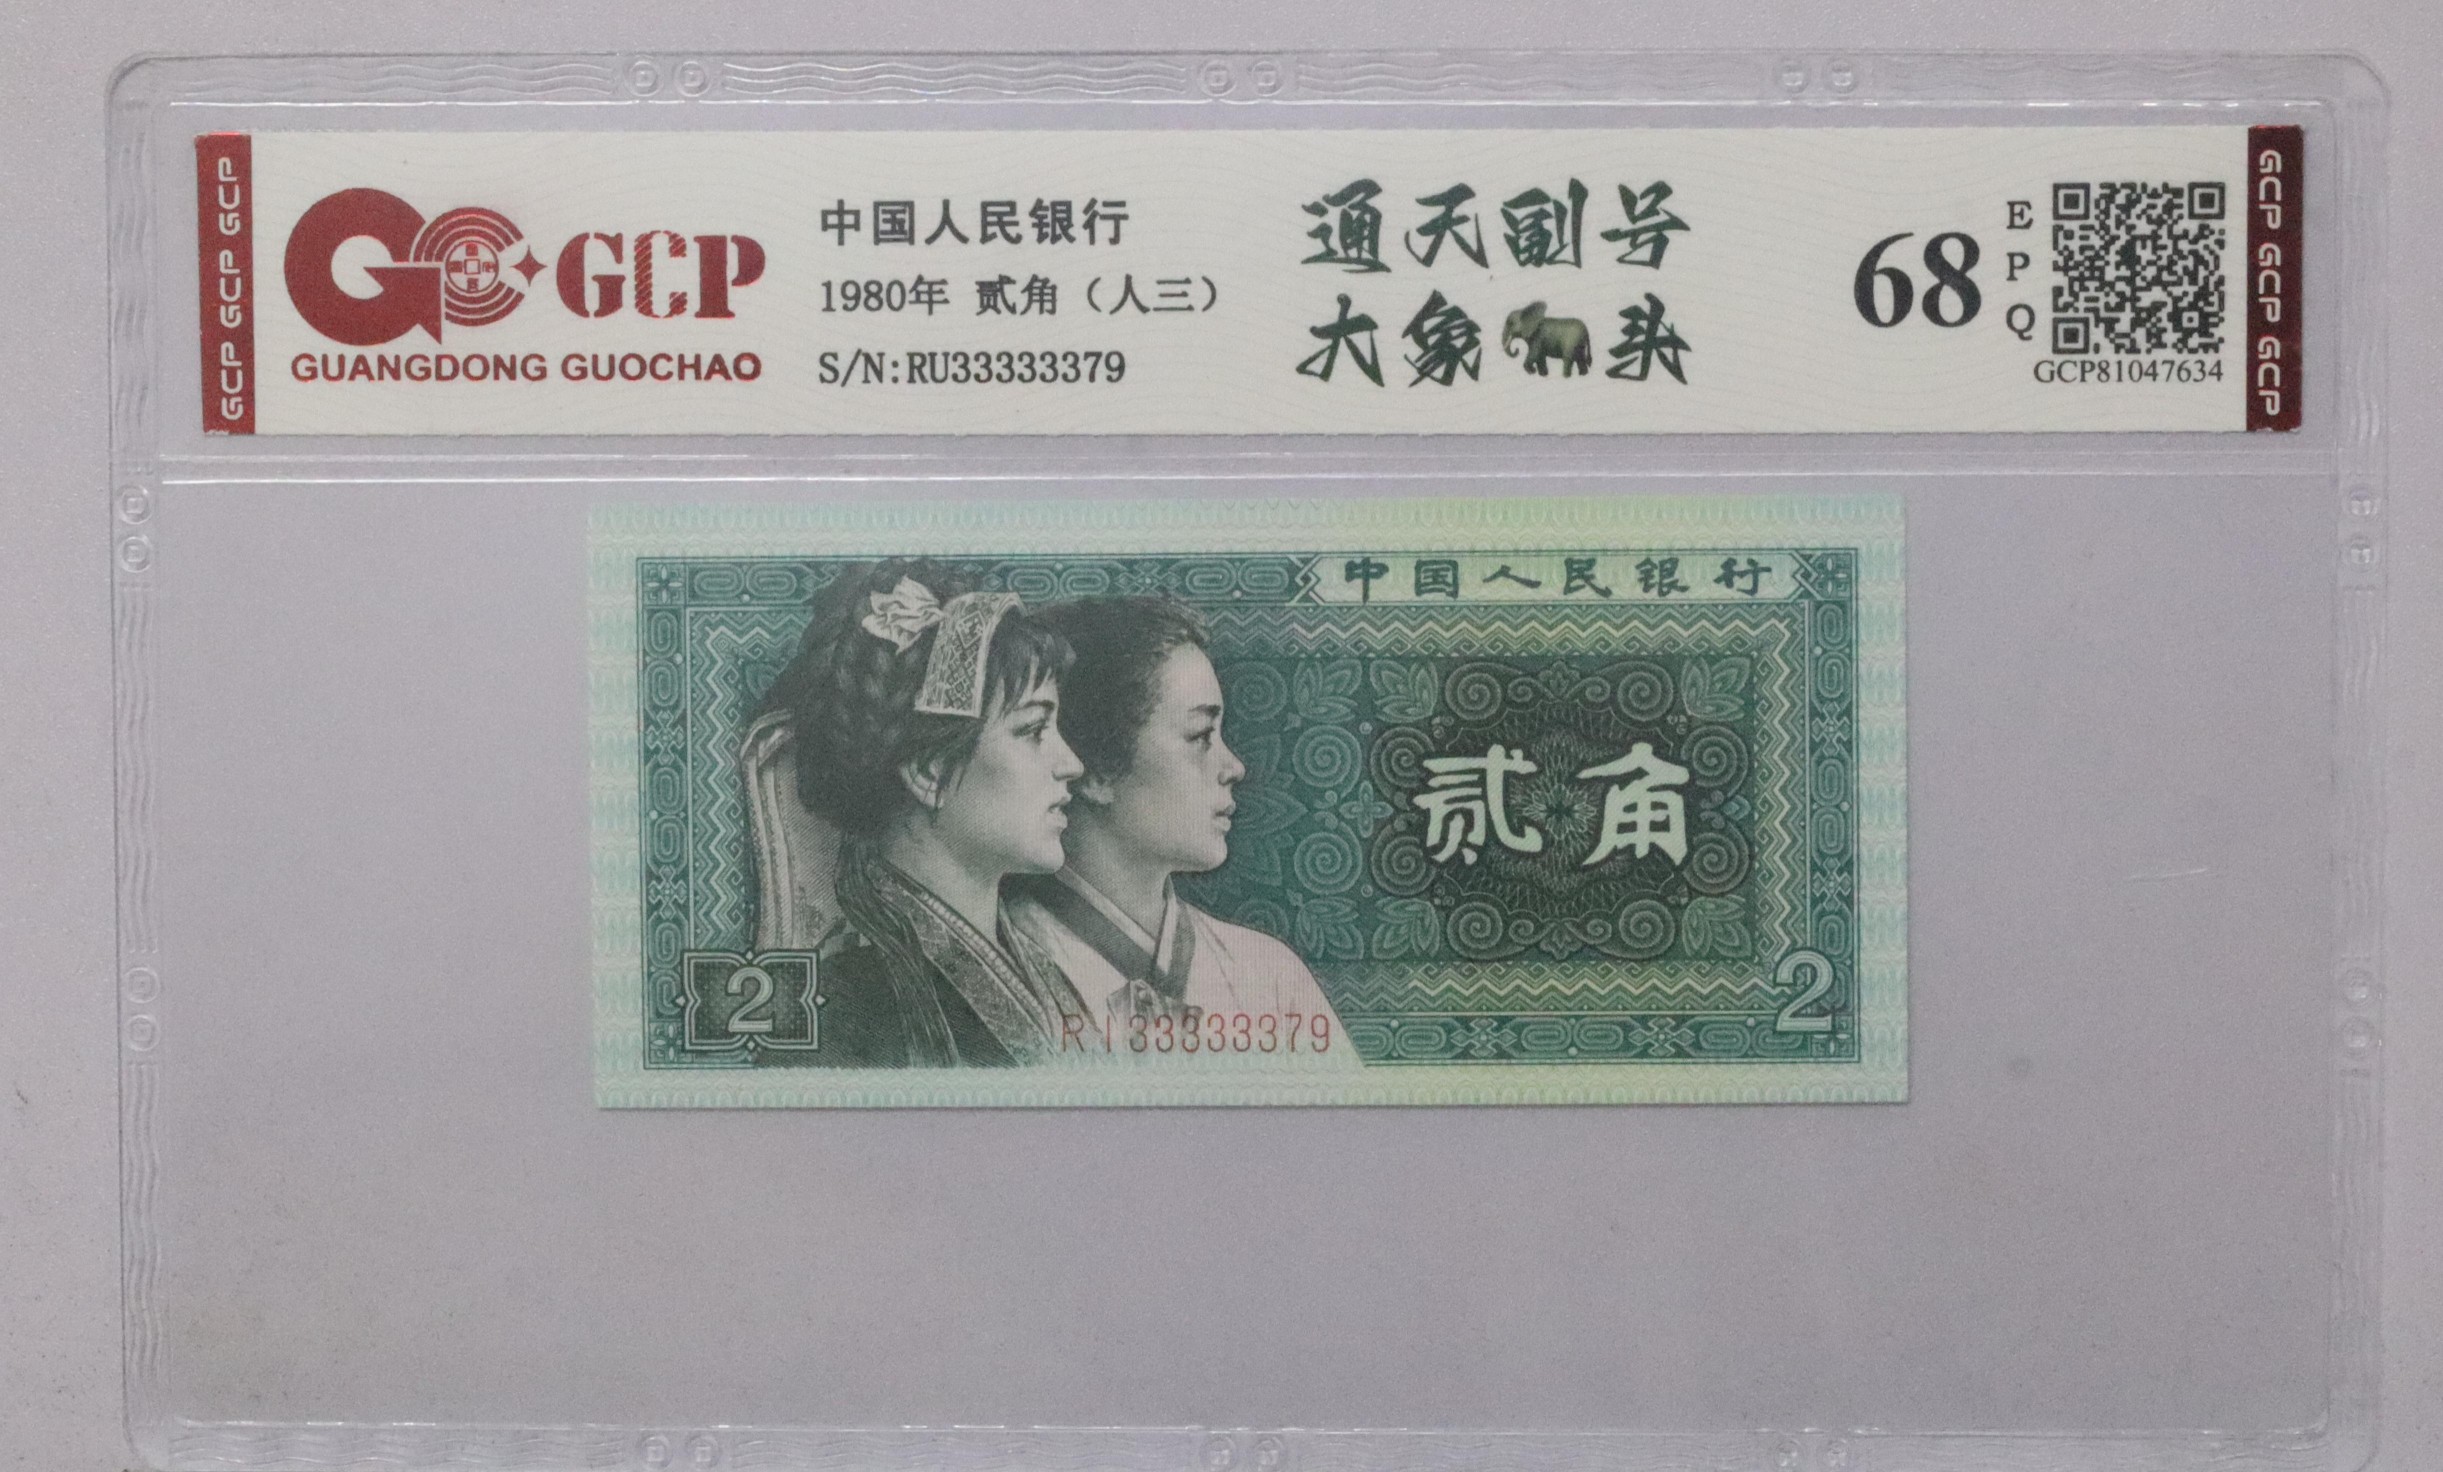 GCP GCP GCP
GCP
GUANGDONG GUOCHAO
中国人民银行
1980年 贰角（人三）
S/N:RU33333379
通天副号
大象🐘头
68
EPQ
GCP81047634
GCP GCP GCP
中国人民银行
贰角
2
2
RI33333379